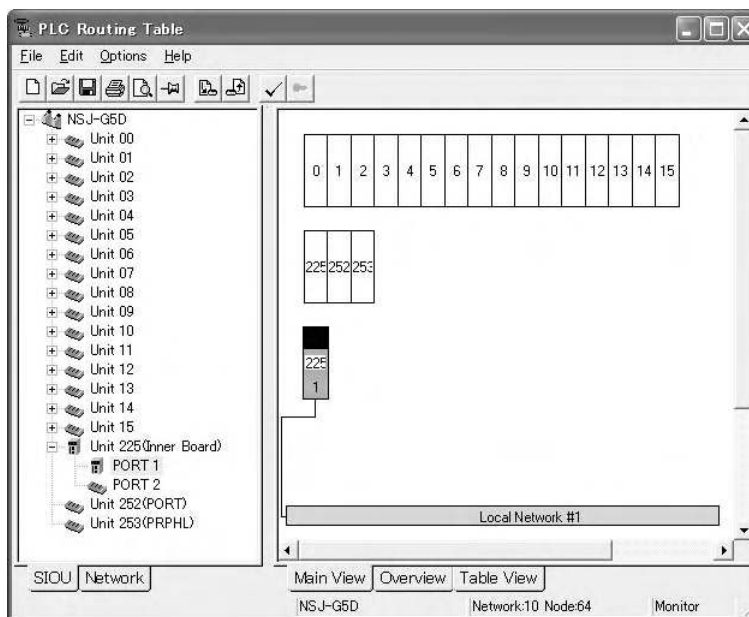 PLC Routing Table
File Edit Options Help
NSJ-G5D
Unit 00
Unit 01
Unit 02
Unit 03
Unit 04
Unit 05
Unit 06
Unit 07
Unit 08
Unit 09
Unit 10
Unit 11
Unit 12
Unit 13
Unit 14
Unit 15
Unit 225(Inner Board)
PORT 1
PORT 2
Unit 252(PORT)
Unit 253(PRPHL)
SIOU Network
0 1 2 3 4 5 6 7 8 9 10 11 12 13 14 15
225 252 253
225
1
Local Network #1
Main View Overview Table View
NSJ-G5D Network:10 Node:64 Monitor